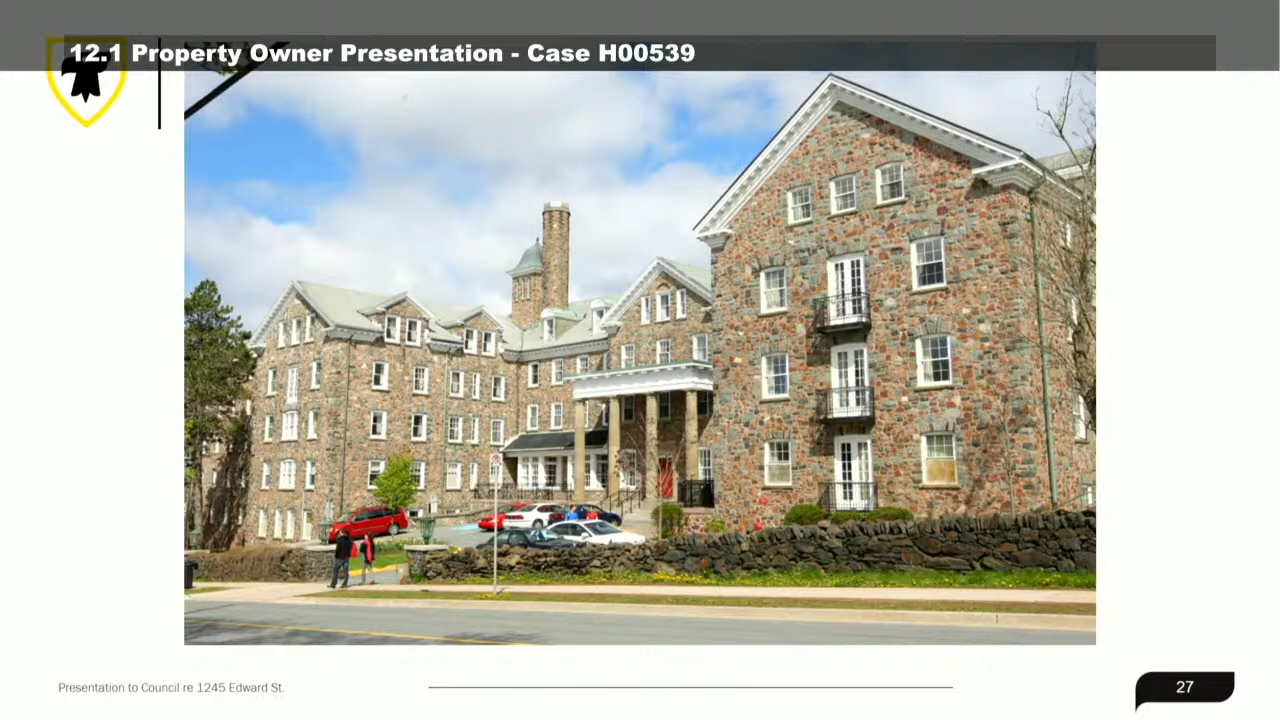 12.1 Property Owner Presentation - Case H00539
Presentation to Council re 1245 Edward St.
27